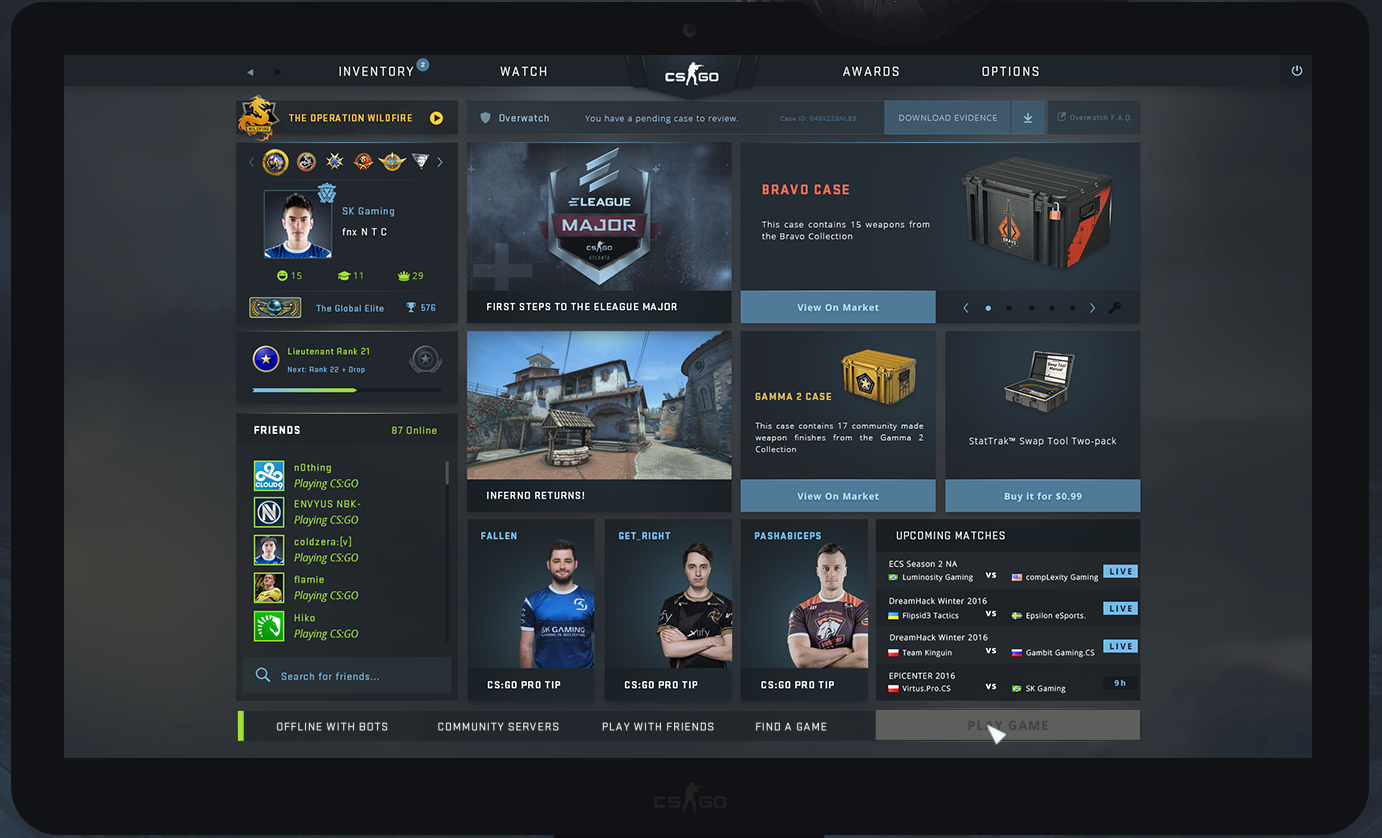 INVENTORY
2
WATCH
CS GO
AWARDS
OPTIONS
WILDFIRE
THE OPERATION WILDFIRE
Overwatch
You have a pending case to review.
DOWNLOAD EVIDENCE
Overwatch F.A.Q.
SK Gaming
fnx N T C
15
11
29
The Global Elite
576
Lieutenant Rank 21
Next: Rank 22 + Drop
FRIENDS
87 Online
n0thing
Playing CS:GO
ENVYUS NBK-
Playing CS:GO
coldzera:[v]
Playing CS:GO
flamie
Playing CS:GO
Hiko
Playing CS:GO
CLOUD9
Search for friends...
ELEAGUE
MAJOR
CS GO
ATLANTA
FIRST STEPS TO THE ELEAGUE MAJOR
BRAVO CASE
This case contains 15 weapons from
the Bravo Collection
BRAVO
View On Market
INFERNO RETURNS!
GAMMA 2 CASE
This case contains 17 community made
weapon finishes from the Gamma 2
Collection
View On Market
Swap Tool
Manual
StatTrak™ Swap Tool Two-pack
Buy it for $0.99
FALLEN
SK GAMING
CS:GO PRO TIP
GET_RIGHT
CS:GO PRO TIP
PASHABICEPS
CS:GO PRO TIP
UPCOMING MATCHES
ECS Season 2 NA
Luminosity Gaming VS compLexity Gaming
LIVE
DreamHack Winter 2016
Flipsid3 Tactics VS Epsilon eSports.
LIVE
DreamHack Winter 2016
Team Kinguin VS Gambit Gaming.CS
LIVE
EPICENTER 2016
Virtus.Pro.CS VS SK Gaming
9h
OFFLINE WITH BOTS
COMMUNITY SERVERS
PLAY WITH FRIENDS
FIND A GAME
PLAY GAME
CS GO